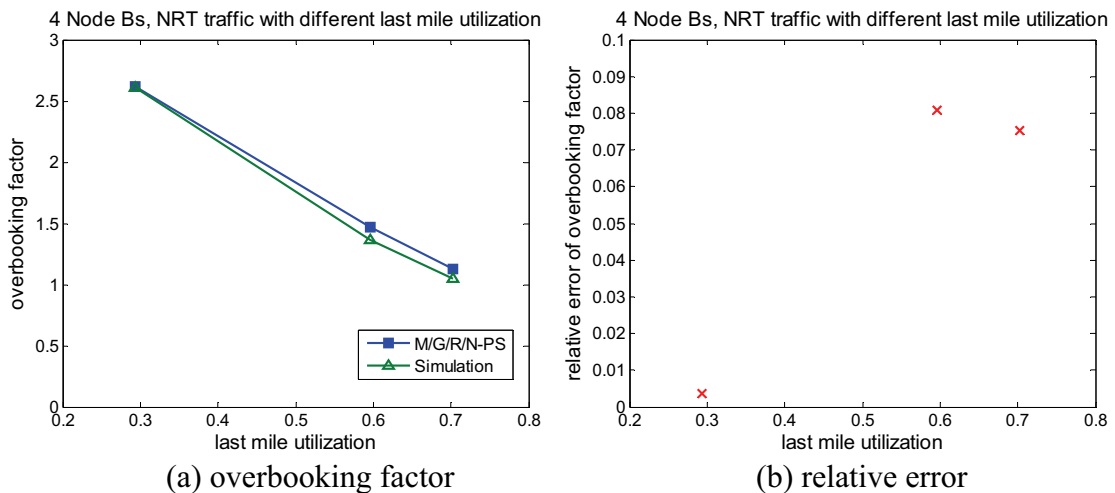 4 Node Bs, NRT traffic with different last mile utilization
3
2.5
2
1.5
1
0.5
0
overbooking factor
M/G/R/N-PS
Simulation
0.2 0.3 0.4 0.5 0.6 0.7 0.8
last mile utilization
(a) overbooking factor
4 Node Bs, NRT traffic with different last mile utilization
0.1
0.09
0.08
0.07
0.06
0.05
0.04
0.03
0.02
0.01
0
relative error of overbooking factor
0.2 0.3 0.4 0.5 0.6 0.7 0.8
last mile utilization
(b) relative error